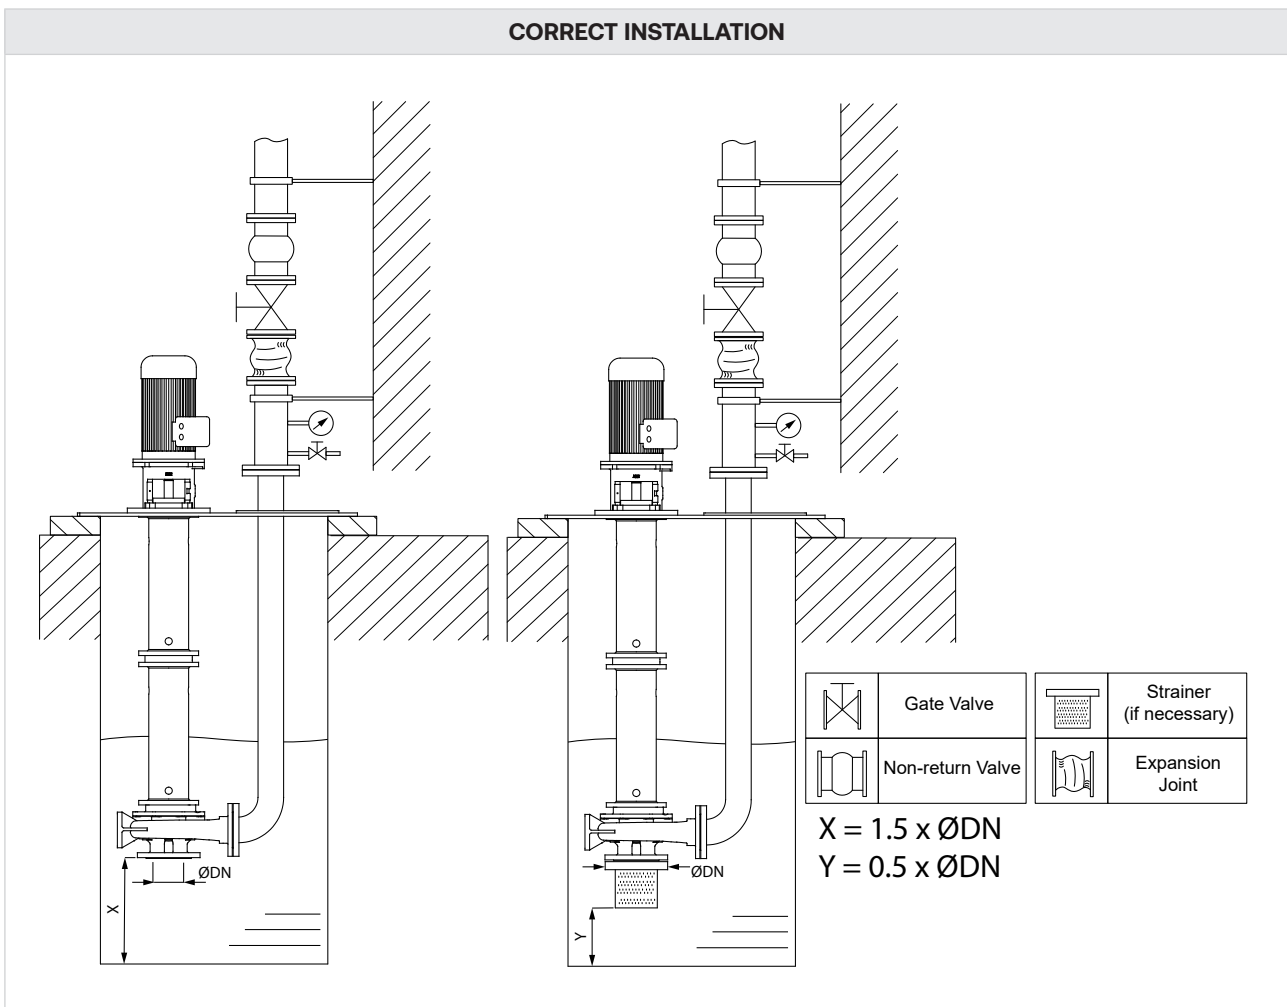 CORRECT INSTALLATION
Gate Valve
Strainer
(if necessary)
Non-return Valve
Expansion
Joint
X = 1.5 x ØDN
Y = 0.5 x ØDN
ØDN
X
ØDN
Y